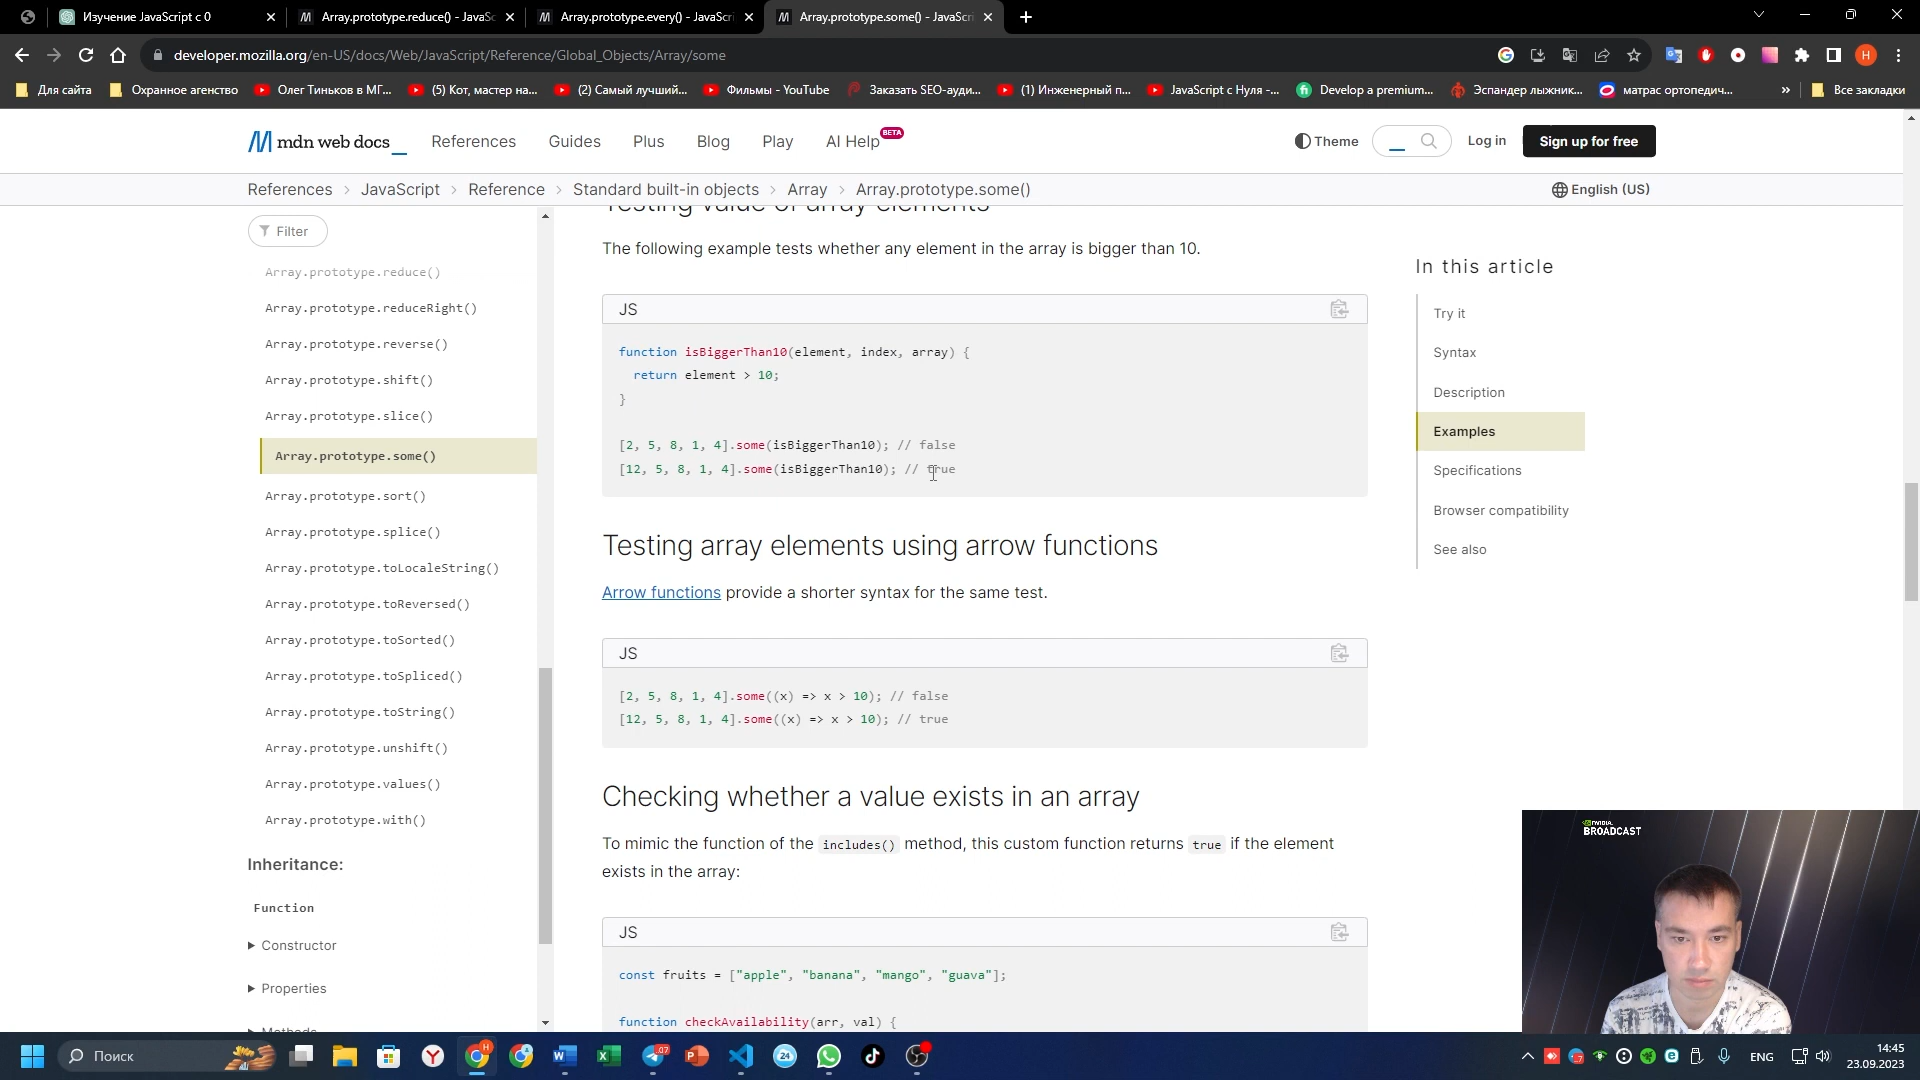 Изучение JavaScript с 0
Array.prototype.reduce() - JavaSc
Array.prototype.every() - JavaScri
Array.prototype.some() - JavaScri
developer.mozilla.org/en-US/docs/Web/JavaScript/Reference/Global_Objects/Array/some
H
Для сайта
Охранное агенство
Олег Тиньков в МГ...
(5) Кот, мастер на...
(2) Самый лучший...
Фильмы - YouTube
Заказать SEO-ауди...
(1) Инженерный п...
JavaScript с Нуля -...
Develop a premium...
Эспандер лыжник...
матрас ортопедич...
»
Все закладки
mdn web docs_
References
Guides
Plus
Blog
Play
AI Help
BETA
Theme
Log in
Sign up for free
References > JavaScript > Reference > Standard built-in objects > Array > Array.prototype.some()
English (US)
Filter
Array.prototype.reduce()
Array.prototype.reduceRight()
Array.prototype.reverse()
Array.prototype.shift()
Array.prototype.slice()
Array.prototype.some()
Array.prototype.sort()
Array.prototype.splice()
Array.prototype.toLocaleString()
Array.prototype.toReversed()
Array.prototype.toSorted()
Array.prototype.toSpliced()
Array.prototype.toString()
Array.prototype.unshift()
Array.prototype.values()
Array.prototype.with()
Inheritance:
Function
Constructor
Properties
Methods
Testing value of array elements
The following example tests whether any element in the array is bigger than 10.
JS
function isBiggerThan10(element, index, array) {
return element > 10;
}
[2, 5, 8, 1, 4].some(isBiggerThan10); // false
[12, 5, 8, 1, 4].some(isBiggerThan10); // true
Testing array elements using arrow functions
Arrow functions provide a shorter syntax for the same test.
JS
[2, 5, 8, 1, 4].some((x) => x > 10); // false
[12, 5, 8, 1, 4].some((x) => x > 10); // true
Checking whether a value exists in an array
To mimic the function of the includes() method, this custom function returns true if the element
exists in the array:
JS
const fruits = ["apple", "banana", "mango", "guava"];
function checkAvailability(arr, val) {
In this article
Try it
Syntax
Description
Examples
Specifications
Browser compatibility
See also
NVIDIA.
BROADCAST
Поиск
ENG
14:45
23.09.2023